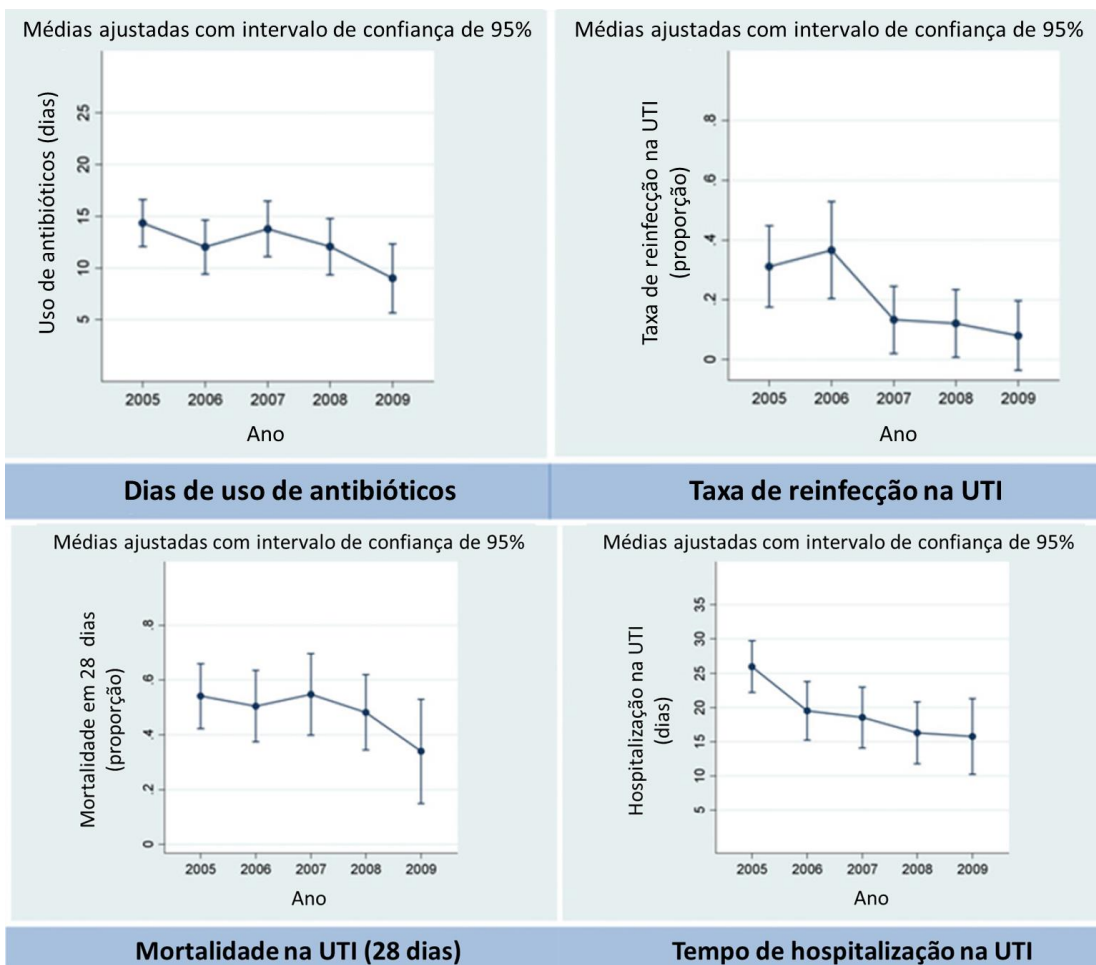 Médias ajustadas com intervalo de confiança de 95%
Uso de antibióticos (dias)
25
20
15
10
5
2005 2006 2007 2008 2009
Ano
Dias de uso de antibióticos
Médias ajustadas com intervalo de confiança de 95%
Taxa de reinfecção na UTI
(proporção)
.8
.6
.4
.2
0
2005 2006 2007 2008 2009
Ano
Taxa de reinfecção na UTI
Médias ajustadas com intervalo de confiança de 95%
Mortalidade em 28 dias
(proporção)
.8
.6
.4
.2
0
2005 2006 2007 2008 2009
Ano
Mortalidade na UTI (28 dias)
Médias ajustadas com intervalo de confiança de 95%
Hospitalização na UTI
(dias)
35
30
25
20
15
10
5
2005 2006 2007 2008 2009
Ano
Tempo de hospitalização na UTI